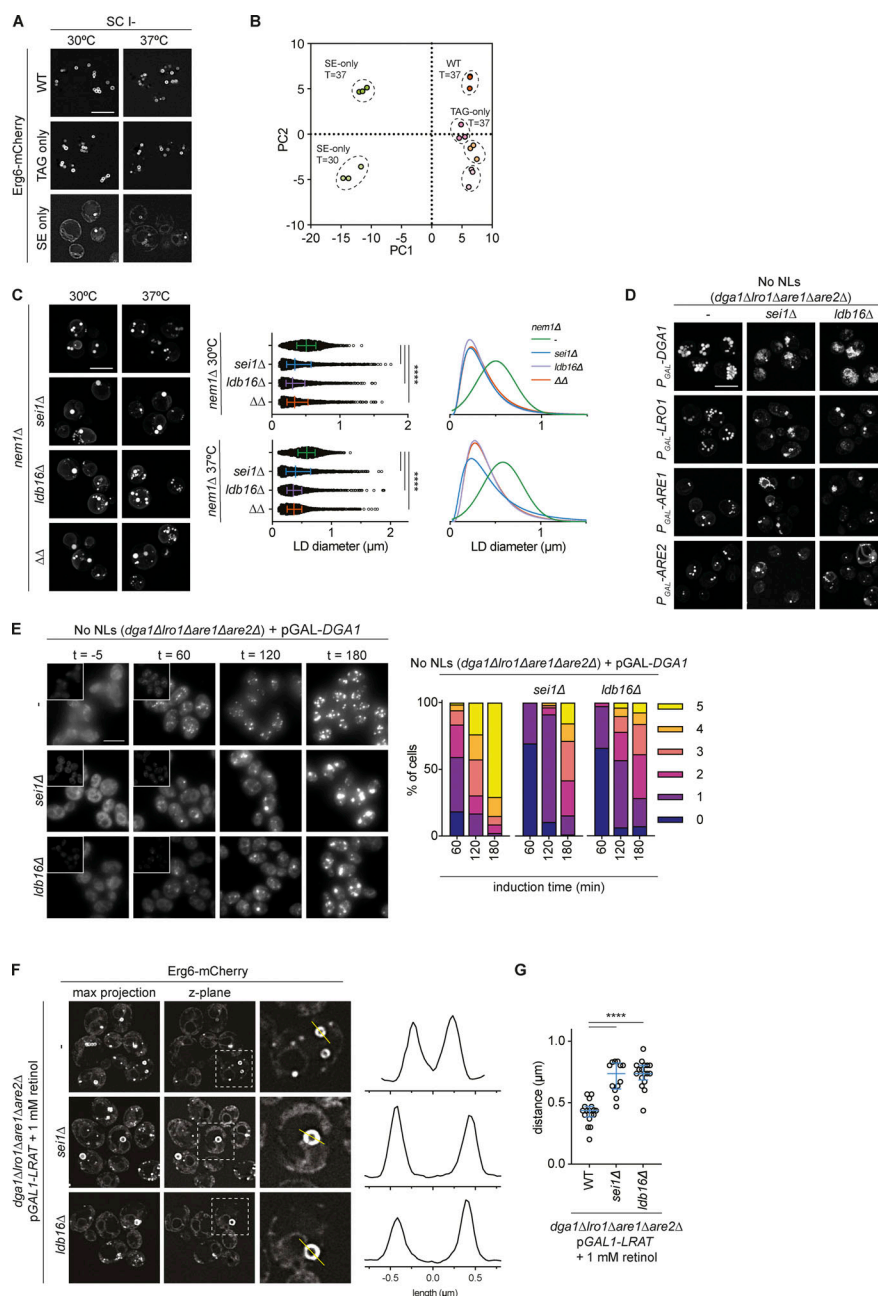 A
SC I-
30ºC
37ºC
Erg6-mCherry
WT
TAG only
SE only
B
PC2
10
5
0
-5
-10
SE-only
T=37
WT
T=37
TAG-only
T=37
SE-only
T=30
-20
-15
-10
-5
0
5
10
PC1
C
30ºC
37ºC
nem1Δ
-
sei1Δ
ldb16Δ
ΔΔ
nem1Δ 30ºC
-
sei1Δ
ldb16Δ
ΔΔ
****
0
1
2
nem1Δ 37ºC
-
sei1Δ
ldb16Δ
ΔΔ
****
0
1
2
LD diameter (μm)
nem1Δ
-
sei1Δ
ldb16Δ
ΔΔ
0
1
0
1
LD diameter (μm)
D
No NLs
(dga1Δlro1Δare1Δare2Δ)
-
sei1Δ
ldb16Δ
PGAL-DGA1
PGAL-LRO1
PGAL-ARE1
PGAL-ARE2
E
No NLs (dga1Δlro1Δare1Δare2Δ) + pGAL-DGA1
t = -5
t = 60
t = 120
t = 180
-
sei1Δ
ldb16Δ
No NLs (dga1Δlro1Δare1Δare2Δ) + pGAL-DGA1
sei1Δ
ldb16Δ
% of cells
100
50
0
60
120
180
60
120
180
60
120
180
induction time (min)
5
4
3
2
1
0
F
Erg6-mCherry
max projection
z-plane
dga1Δlro1Δare1Δare2Δ
pGAL1-LRAT + 1 mM retinol
-
sei1Δ
ldb16Δ
-0.5
0.0
0.5
length (μm)
G
****
distance (μm)
1.0
0.5
0.0
WT
sei1Δ
ldb16Δ
dga1Δlro1Δare1Δare2Δ
pGAL1-LRAT
+ 1 mM retinol